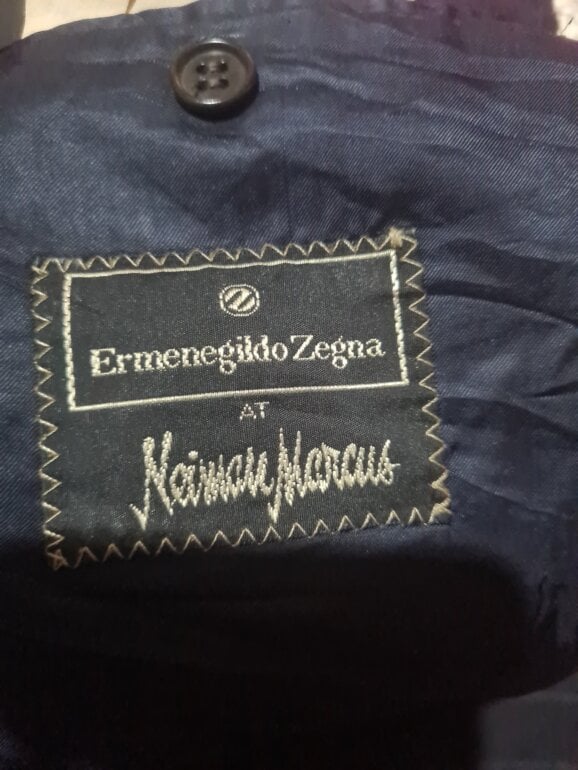 Ermenegildo Zegna
AT
Neiman Marcus